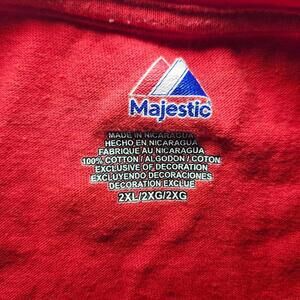 Majestic
MADE IN NICARAGUA
HECHO EN NICARAGUA
FABRIQUE AU NICARAGUA
100% COTTON / ALGODON / COTON
EXCLUSIVE OF DECORATION
EXCLUYENDO DECORACIONES
DECORATION EXCLUE
2XL/2XG/2XG